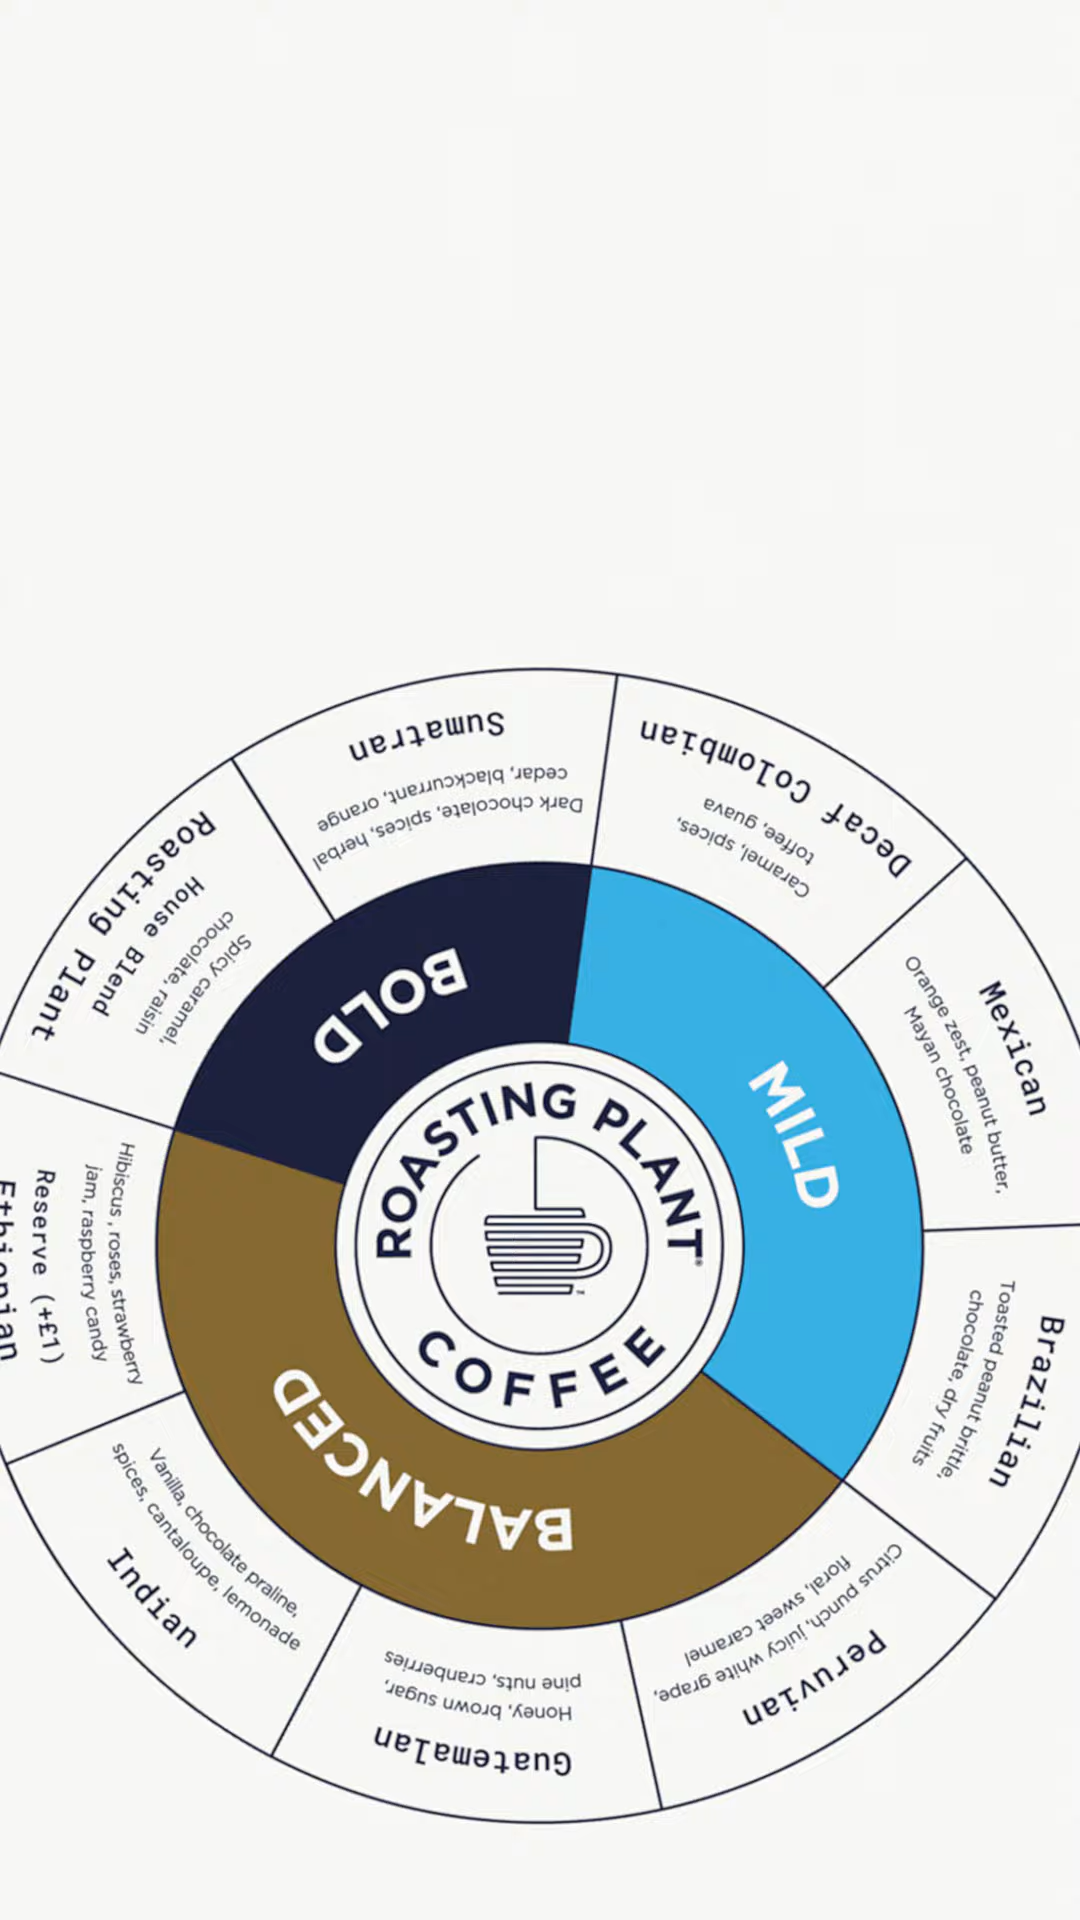 ROASTING PLANT®
COFFEE
™
BOLD
MILD
BALANCED
Sumatran
Dark chocolate, spices, herbal
cedar, blackcurrant, orange
Decaf Colombian
Caramel, spices,
toffee, guava
Mexican
Orange zest, peanut butter,
Mayan chocolate
Brazilian
Toasted peanut brittle,
chocolate, dry fruits
Peruvian
Citrus punch, juicy white grape,
floral, sweet caramel
Guatemalan
Honey, brown sugar,
pine nuts, cranberries
Indian
Vanilla, chocolate praline,
spices, cantaloupe, lemonade
Ethiopian
Reserve (+£1)
Hibiscus , roses, strawberry
jam, raspberry candy
Roasting Plant
House Blend
Spicy caramel,
chocolate, raisin